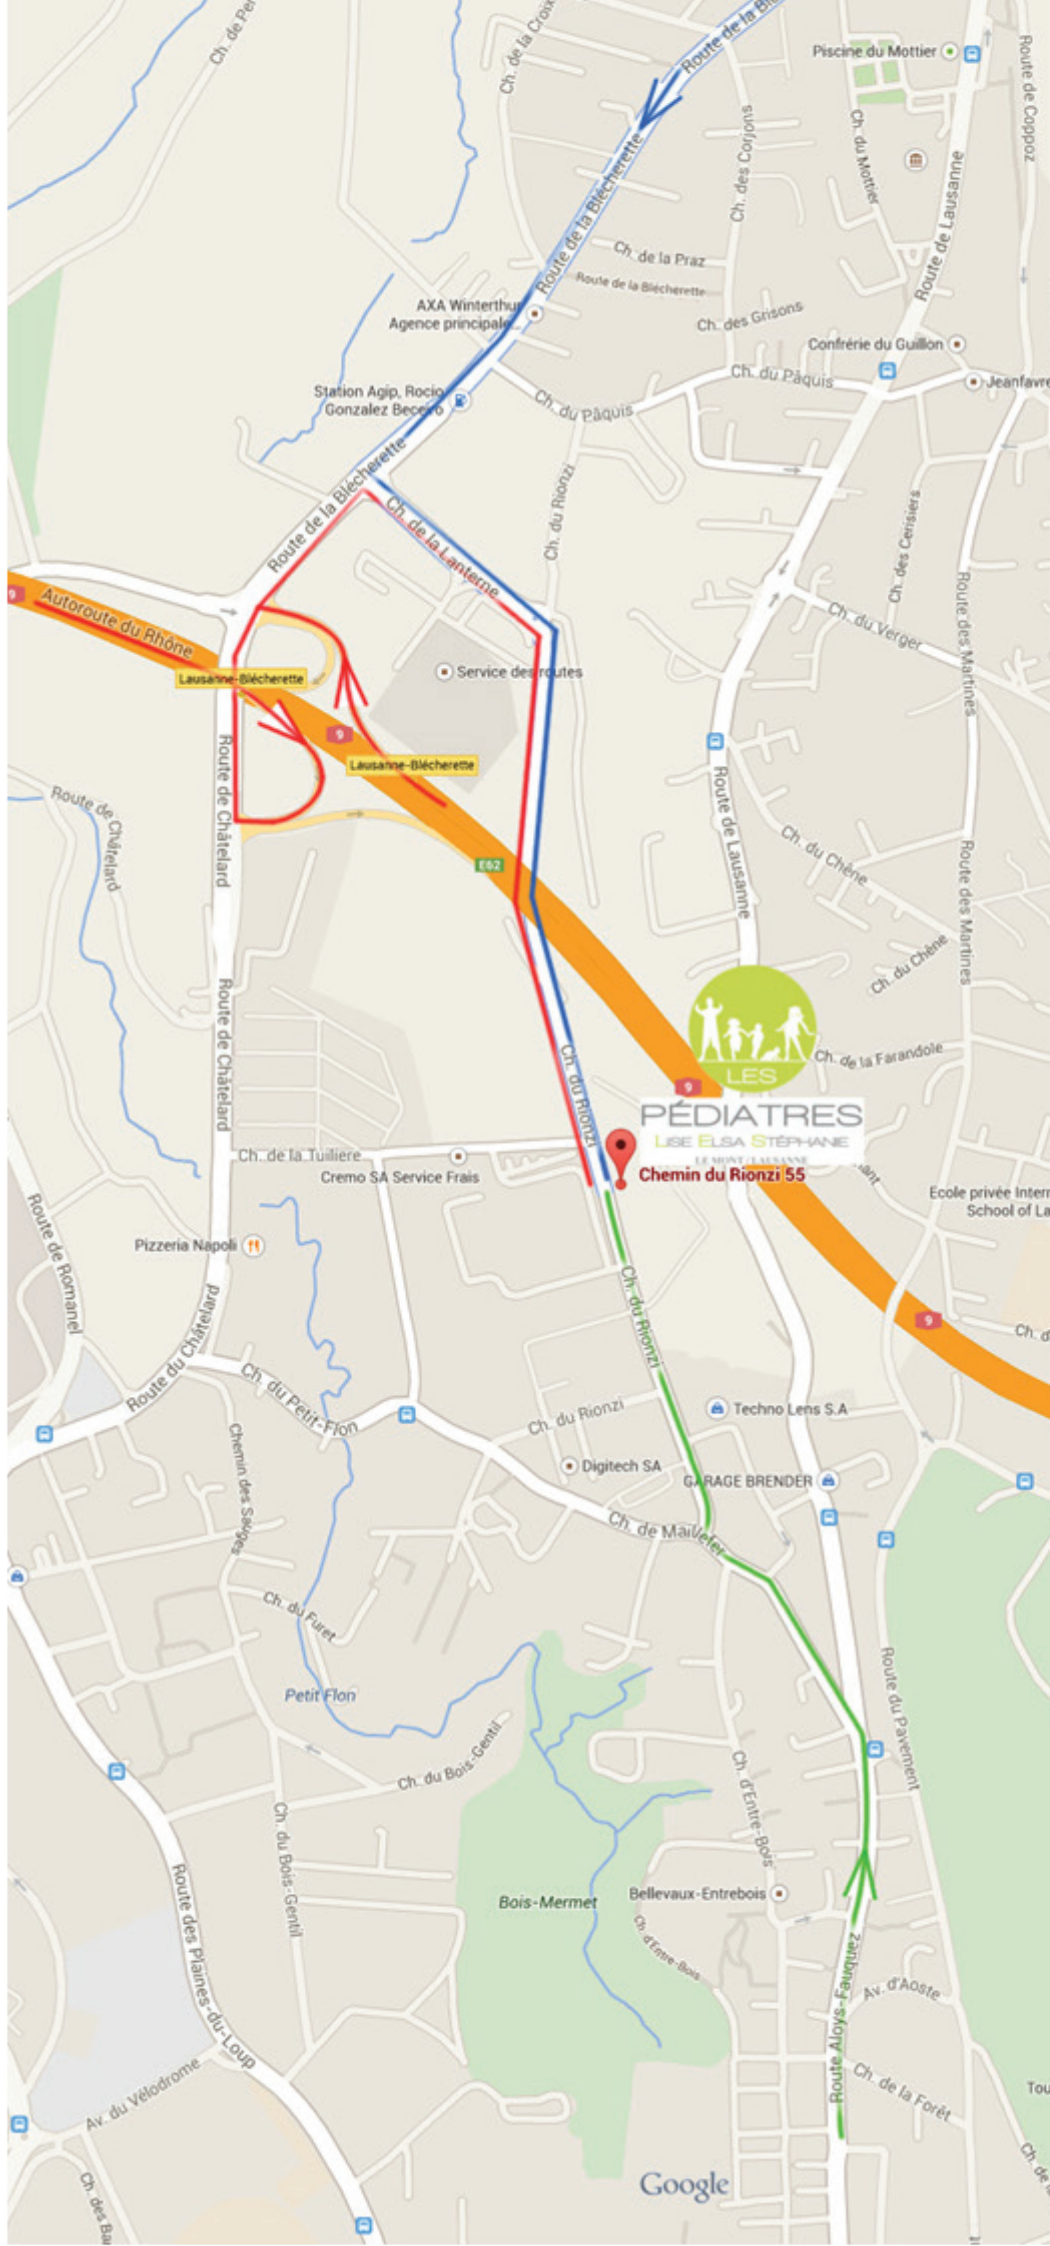 Ch. de la Croix
Route de la Blécherette
Piscine du Mottier
Route de Coppoz
Ch. des Corjons
Ch. du Mottier
Route de la Blécherette
Route de Lausanne
Ch. de la Praz
Route de la Blécherette
AXA Winterthur
Agence principale...
Ch. des Grisons
Confrérie du Guillon
Ch. du Pâquis
Jeanfavre
Station Agip, Rocio
Gonzalez Becerro
Ch. du Pâquis
Route de la Blécherette
Ch. du Rionzi
Ch. de la Lanterne
Ch. des Cerisiers
Route des Martines
9
Autoroute du Rhône
Ch. du Verger
Lausanne-Blécherette
Service des routes
9
Lausanne-Blécherette
Route de Châtelard
Route de Châtelard
Route de Lausanne
E62
Ch. du Chêne
Route des Martines
Ch. du Chêne
Route de Châtelard
Ch. du Rionzi
LES
Ch. de la Farandole
9
PÉDIATRES
LISE ELSA STÉPHANIE
LE MONT / LAUSANNE
Chemin du Rionzi 55
Ch. de la Tuiliere
Cremo SA Service Frais
Ecole privée Intern
School of La
Route de Romanel
Pizzeria Napoli
Ch. du Rionzi
Route du Châtelard
9
Ch. d
Ch. du Petit-Flon
Ch. du Rionzi
Techno Lens S.A
Chemin des Sauges
Digitech SA
GARAGE BRENDER
Ch. de Maillefer
Ch. du Furet
Petit Flon
Route du Pavement
Ch. du Bois-Gentil
Ch. d'Entre-Bois
Ch. du Bois-Gentil
Route des Plaines-du-Loup
Bois-Mermet
Bellevaux-Entrebois
Ch. d'Entre-Bois
Route Aloys-Fauquez
Av. d'Aoste
Ch. de la Forêt
Av. du Vélodrome
Tou
Ch. des Ba
Google